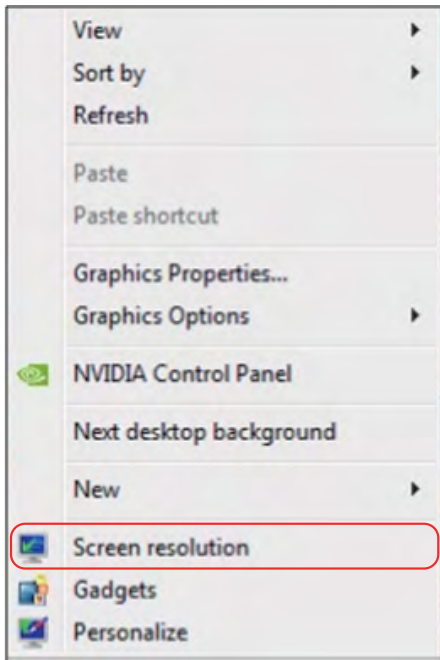 View
Sort by
Refresh
Paste
Paste shortcut
Graphics Properties...
Graphics Options
NVIDIA Control Panel
Next desktop background
New
Screen resolution
Gadgets
Personalize